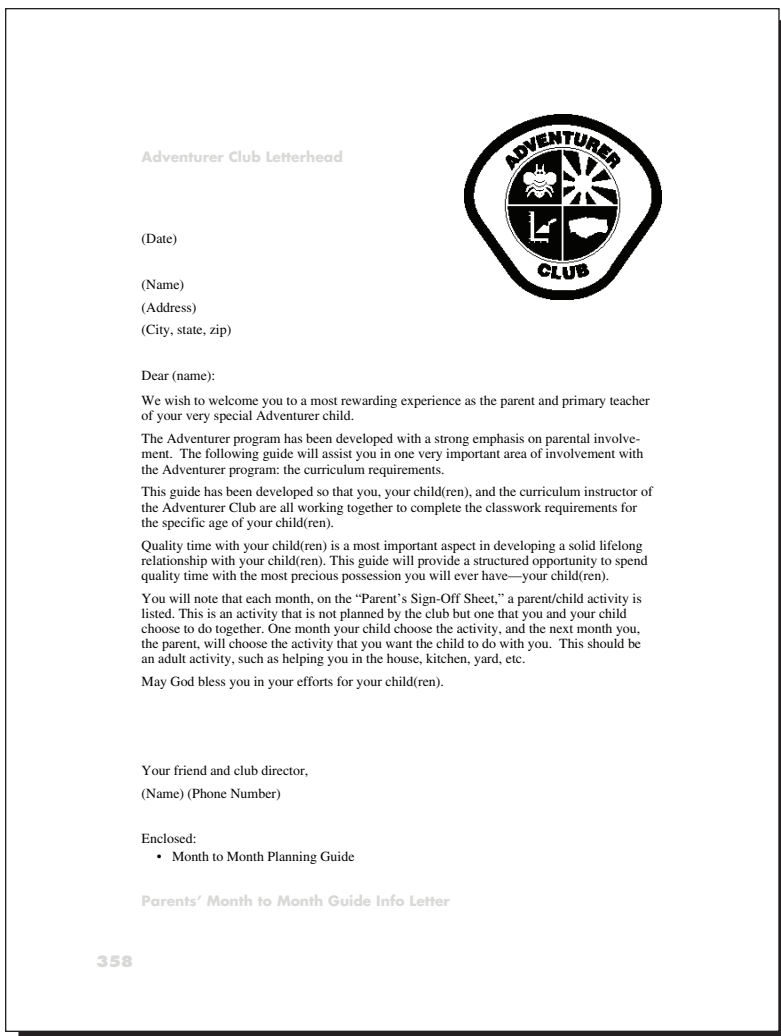 Adventurer Club Letterhead
ADVENTURER
CLUB
(Date)
(Name)
(Address)
(City, state, zip)
Dear (name):
We wish to welcome you to a most rewarding experience as the parent and primary teacher
of your very special Adventurer child.
The Adventurer program has been developed with a strong emphasis on parental involve-
ment.  The following guide will assist you in one very important area of involvement with
the Adventurer program: the curriculum requirements.
This guide has been developed so that you, your child(ren), and the curriculum instructor of
the Adventurer Club are all working together to complete the classwork requirements for
the specific age of your child(ren).
Quality time with your child(ren) is a most important aspect in developing a solid lifelong
relationship with your child(ren). This guide will provide a structured opportunity to spend
quality time with the most precious possession you will ever have—your child(ren).
You will note that each month, on the “Parent’s Sign-Off Sheet,” a parent/child activity is
listed. This is an activity that is not planned by the club but one that you and your child
choose to do together. One month your child choose the activity, and the next month you,
the parent, will choose the activity that you want the child to do with you.  This should be
an adult activity, such as helping you in the house, kitchen, yard, etc.
May God bless you in your efforts for your child(ren).
Your friend and club director,
(Name) (Phone Number)
Enclosed:
• Month to Month Planning Guide
Parents’ Month to Month Guide Info Letter
358